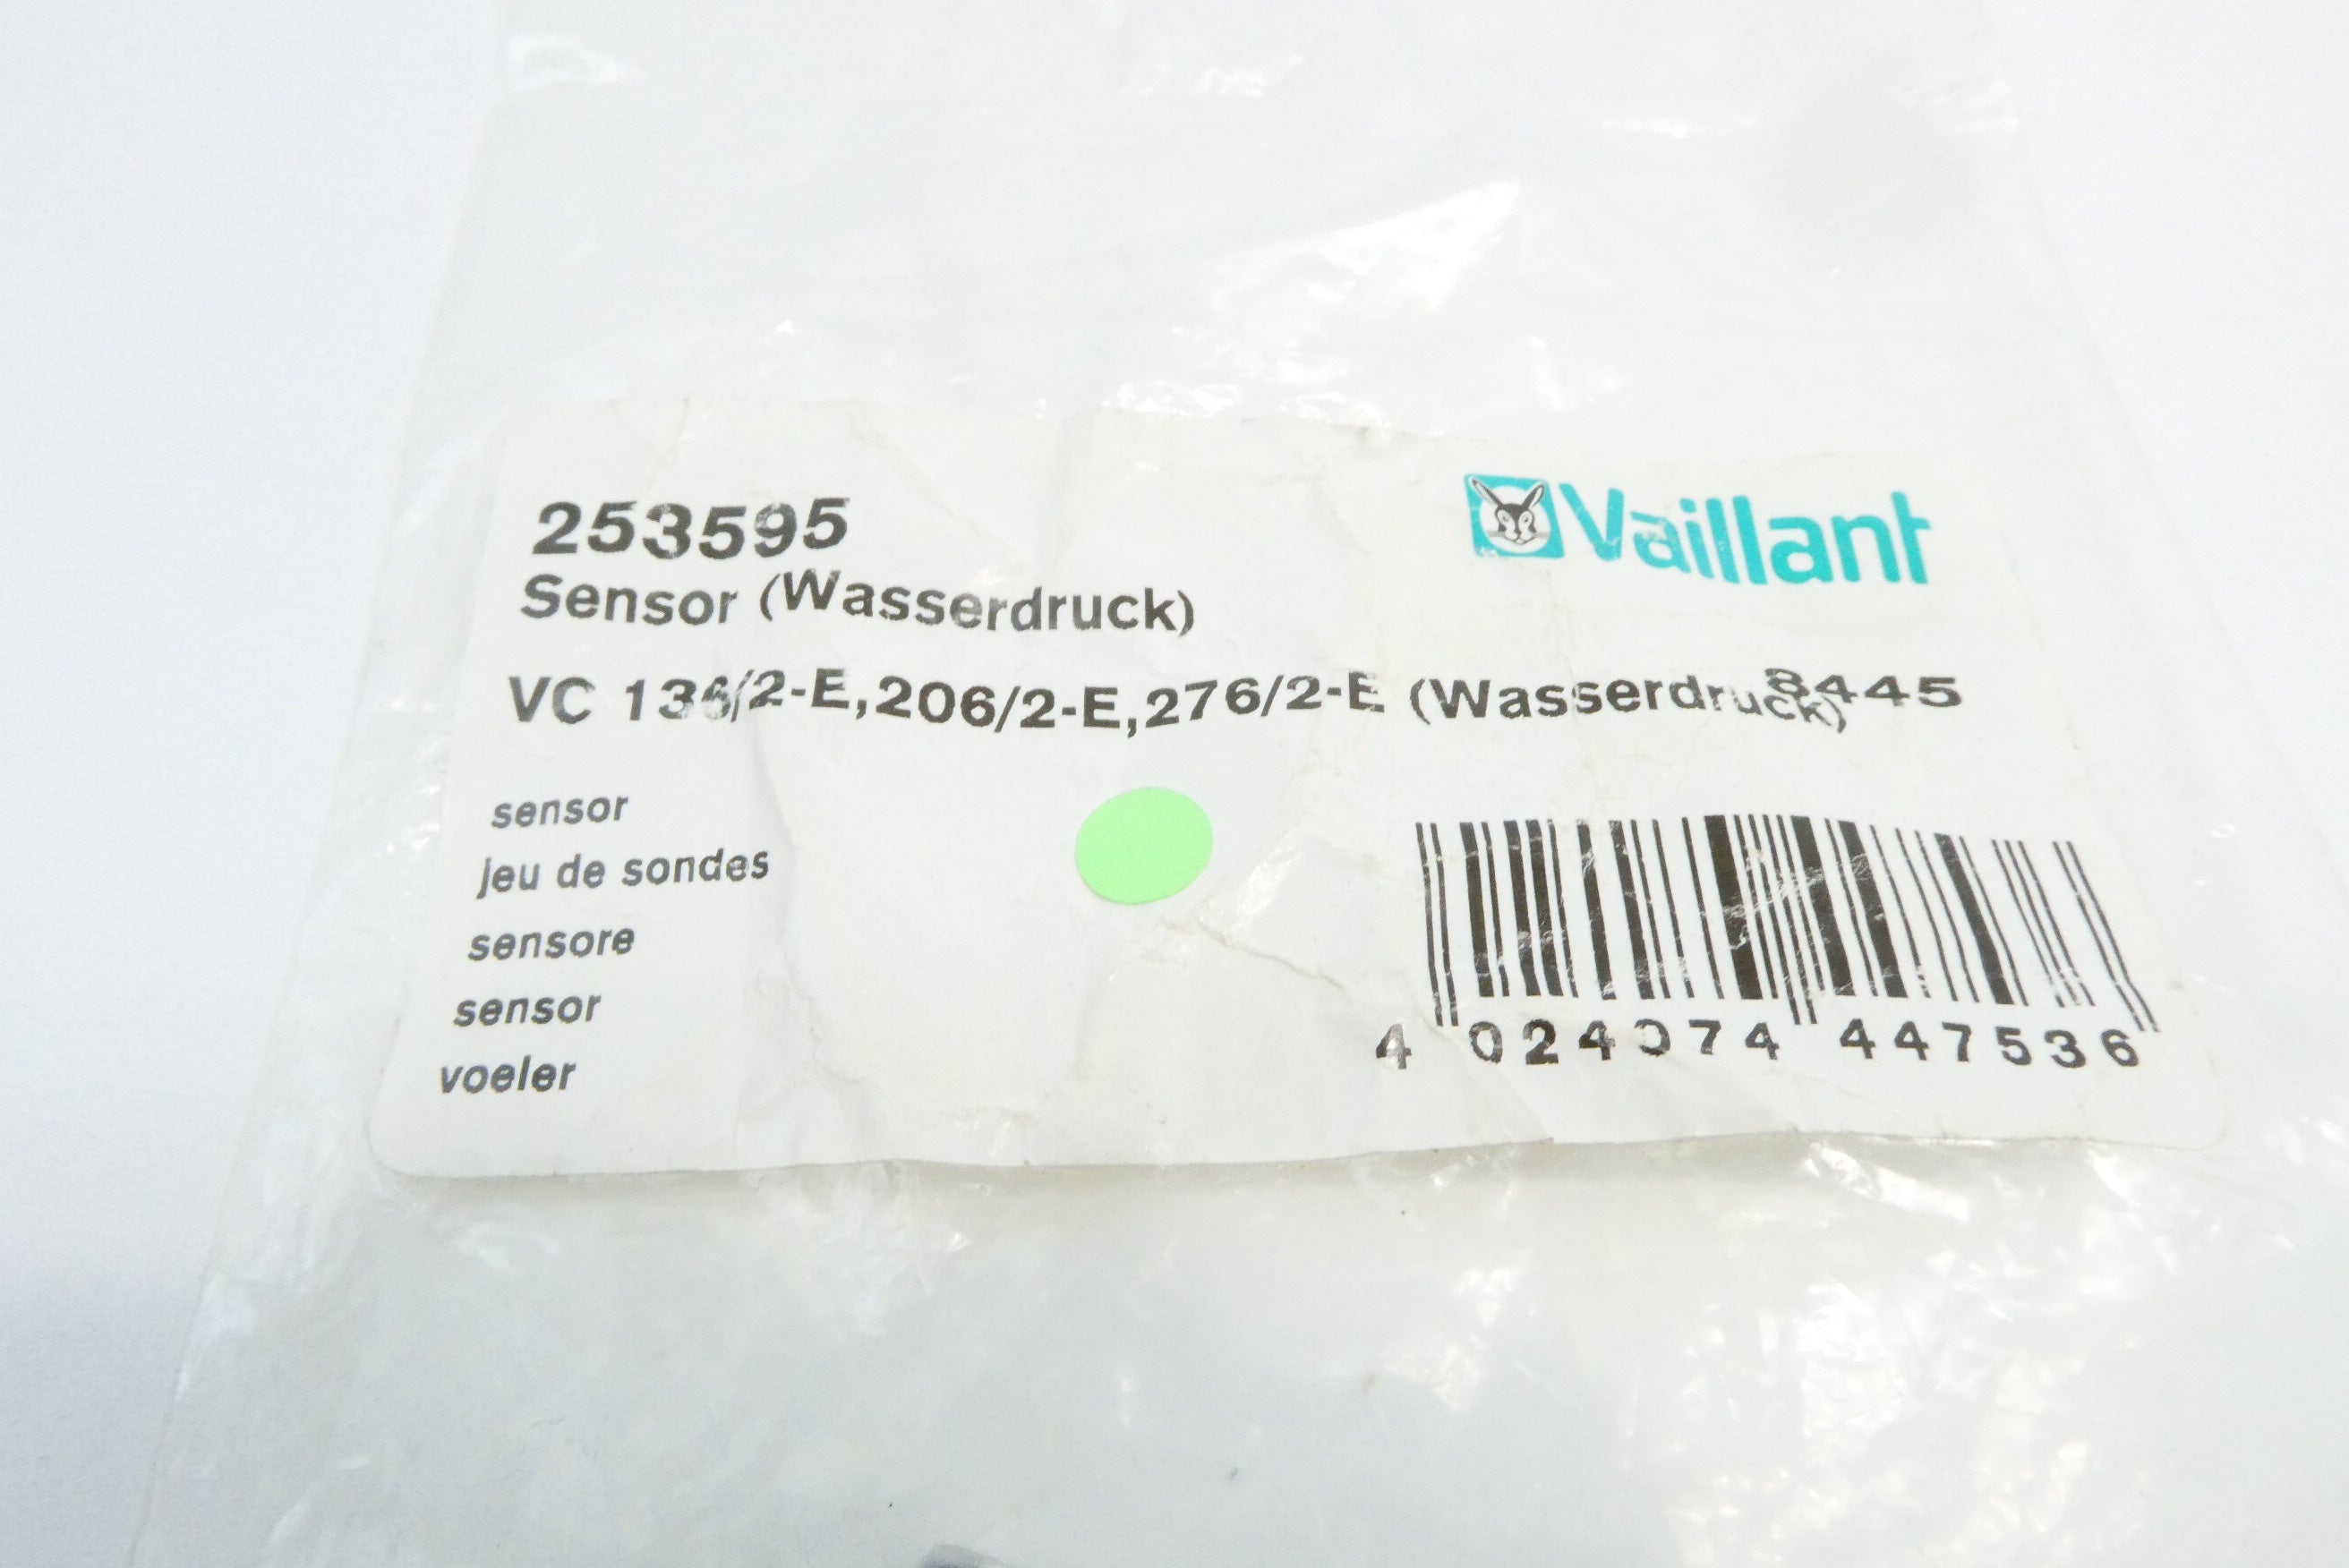 253595
Vaillant
Sensor (Wasserdruck)
VC 136/2-E,206/2-E,276/2-E (Wasserdruck)
8445
sensor
jeu de sondes
sensore
sensor
voeler
4 024074 447536